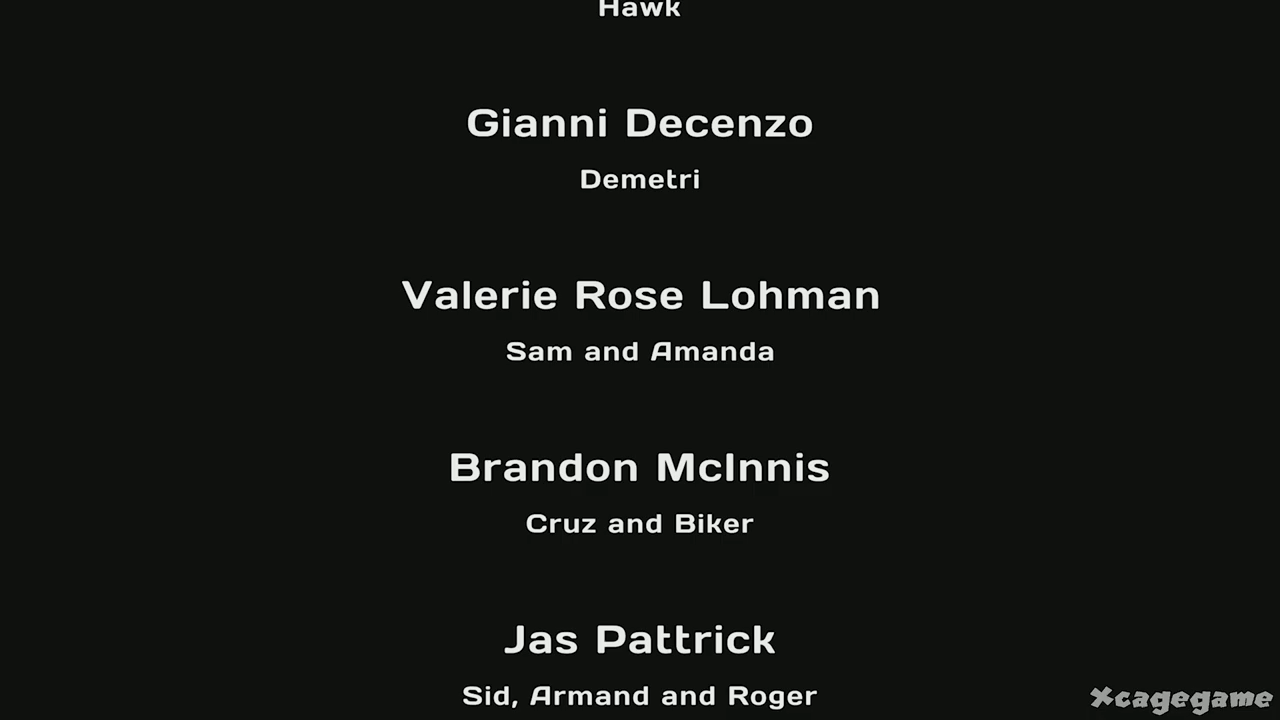 Hawk
Gianni Decenzo
Demetri
Valerie Rose Lohman
Sam and Amanda
Brandon McInnis
Cruz and Biker
Jas Pattrick
Sid, Armand and Roger
Xcagegame